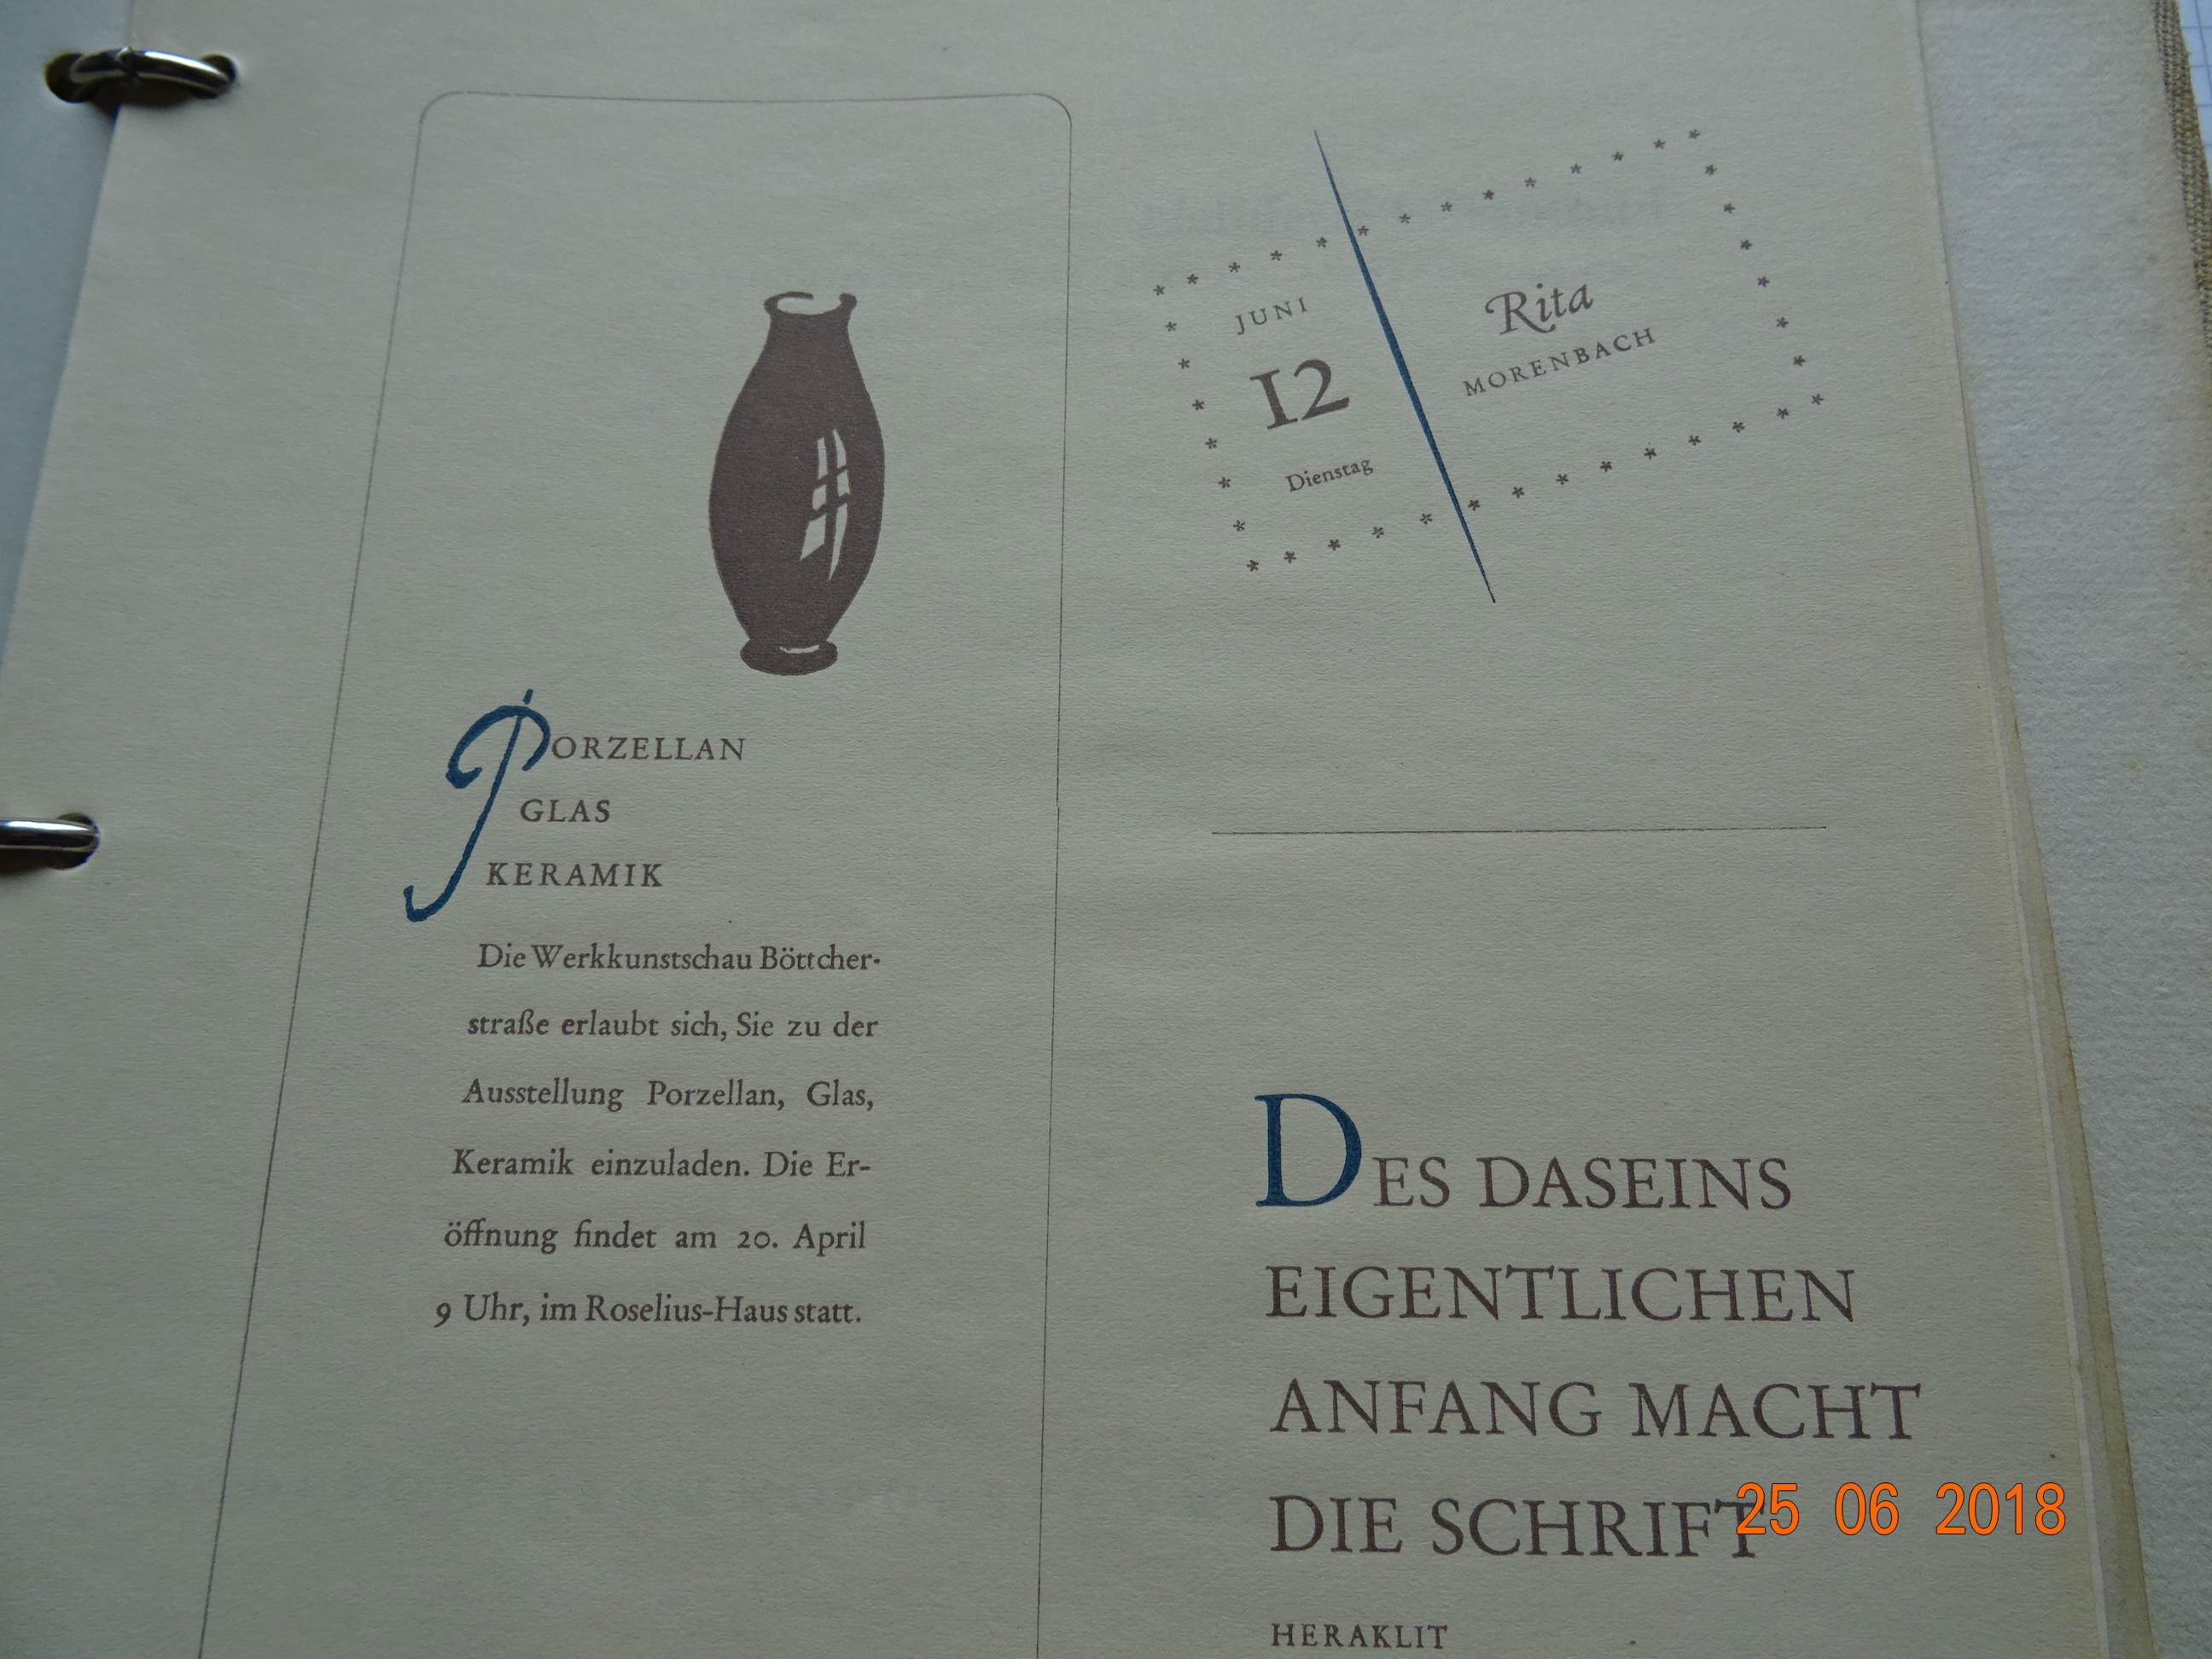 PORZELLAN
GLAS
KERAMIK
Die Werkkunstschau Böttcher-
straße erlaubt sich, Sie zu der
Ausstellung Porzellan, Glas,
Keramik einzuladen. Die Er-
öffnung findet am 20. April
9 Uhr, im Roselius-Haus statt.
JUNI
12
Dienstag
Rita
MORENBACH
DES DASEINS
EIGENTLICHEN
ANFANG MACHT
DIE SCHRIFT
HERAKLIT
25 06 2018